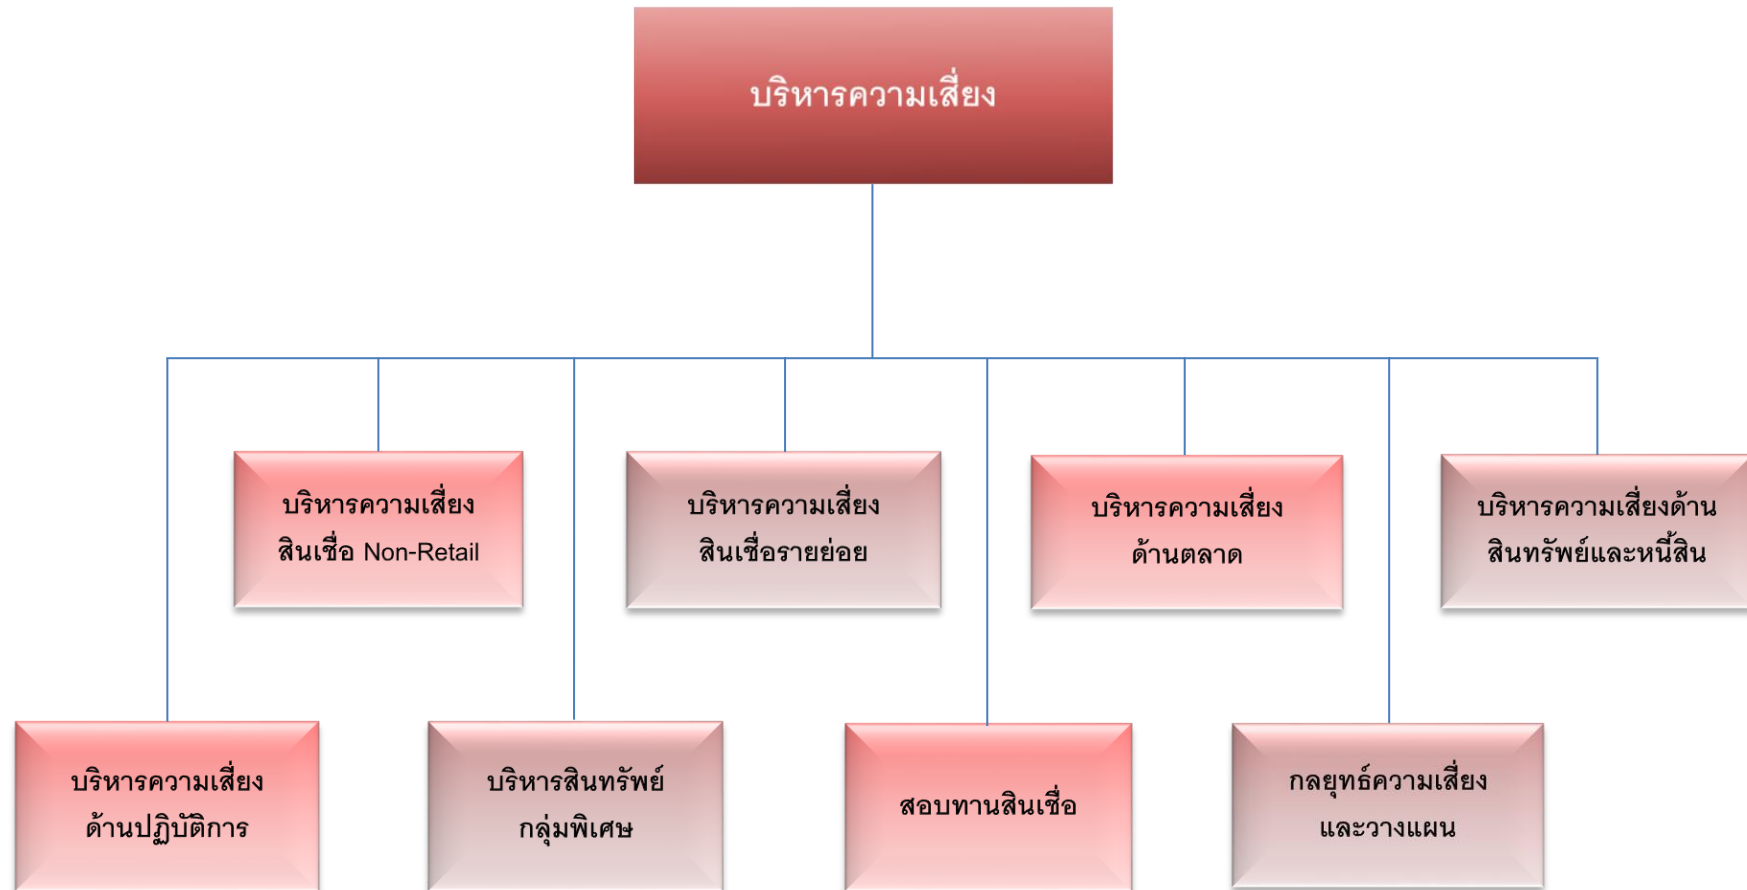 บริหารความเสี่ยง
บริหารความเสี่ยง
สินเชื่อ Non-Retail
บริหารความเสี่ยง
สินเชื่อรายย่อย
บริหารความเสี่ยง
ด้านตลาด
บริหารความเสี่ยงด้าน
สินทรัพย์และหนี้สิน
บริหารความเสี่ยง
ด้านปฏิบัติการ
บริหารสินทรัพย์
กลุ่มพิเศษ
สอบทานสินเชื่อ
กลยุทธ์ความเสี่ยง
และวางแผน